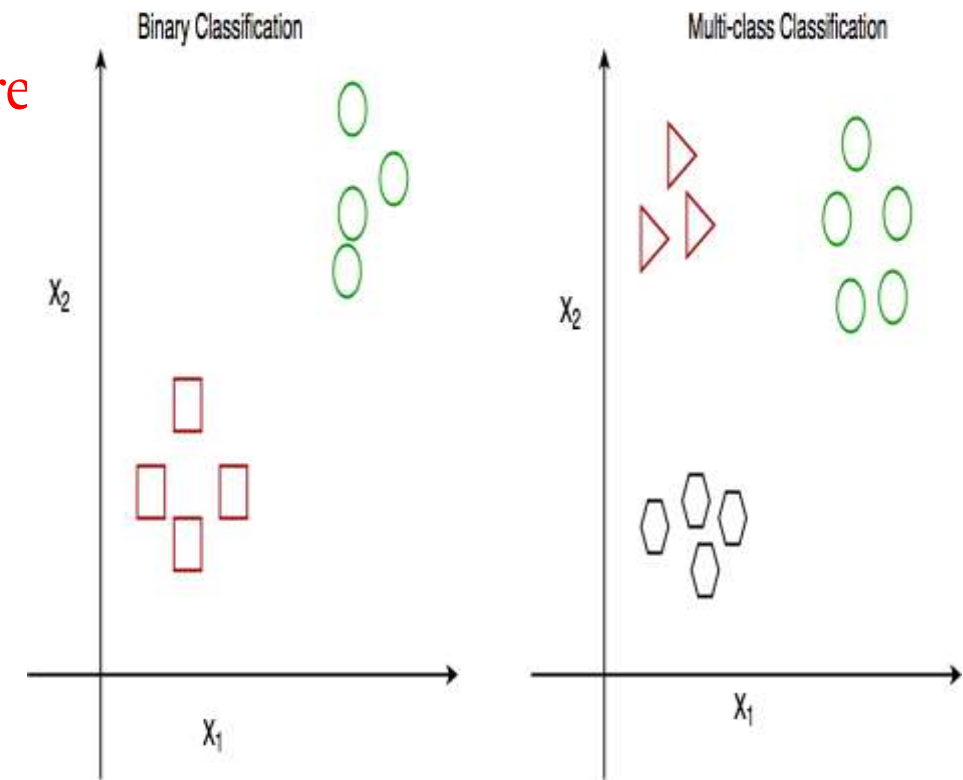 Binary Classification
Multi-class Classification
re
X₂
X₂
X₁
X₁